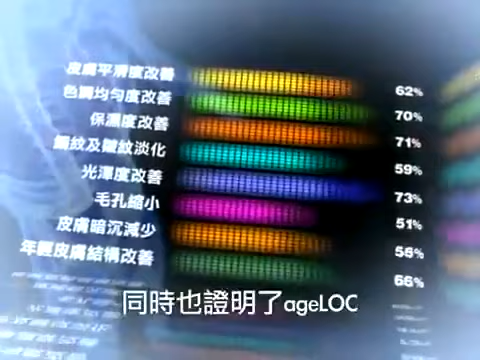 皮膚平滑度改善 62%
色調均勻度改善 70%
保濕度改善 71%
細紋及皺紋淡化 59%
光澤度改善 73%
毛孔縮小 51%
皮膚暗沉減少 56%
年輕皮膚結構改善 66%
同時也證明了ageLOC